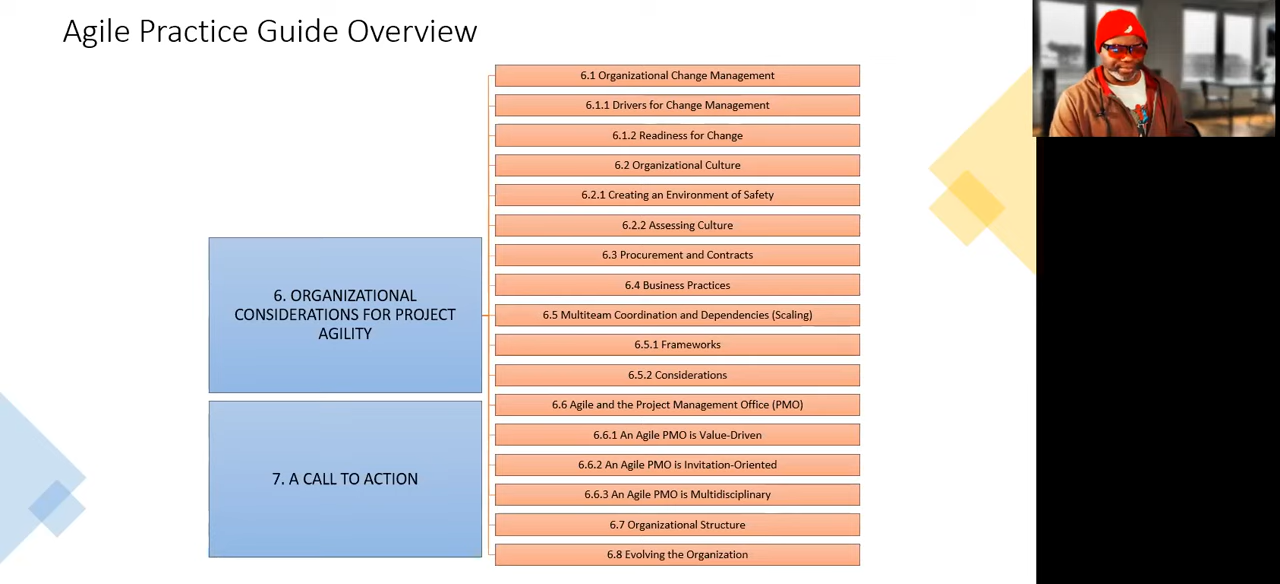 Agile Practice Guide Overview
6. ORGANIZATIONAL
CONSIDERATIONS FOR PROJECT
AGILITY
7. A CALL TO ACTION
6.1 Organizational Change Management
6.1.1 Drivers for Change Management
6.1.2 Readiness for Change
6.2 Organizational Culture
6.2.1 Creating an Environment of Safety
6.2.2 Assessing Culture
6.3 Procurement and Contracts
6.4 Business Practices
6.5 Multiteam Coordination and Dependencies (Scaling)
6.5.1 Frameworks
6.5.2 Considerations
6.6 Agile and the Project Management Office (PMO)
6.6.1 An Agile PMO is Value-Driven
6.6.2 An Agile PMO is Invitation-Oriented
6.6.3 An Agile PMO is Multidisciplinary
6.7 Organizational Structure
6.8 Evolving the Organization